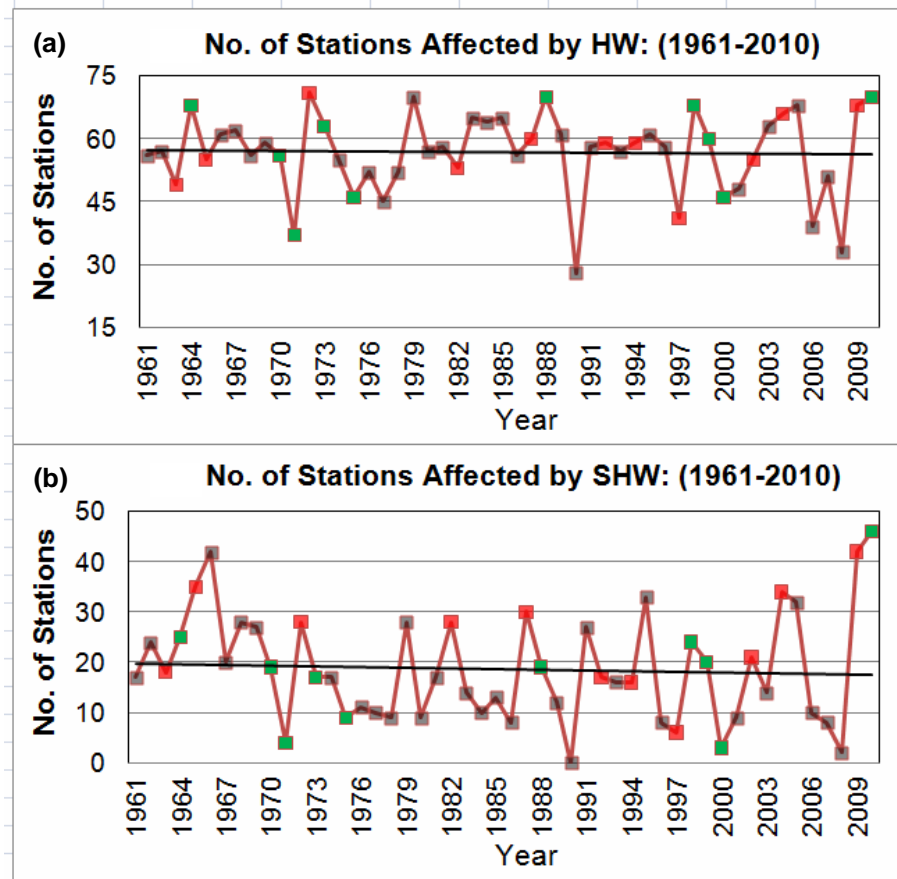 (a) No. of Stations Affected by HW: (1961-2010)
75
60
45
30
15
No. of Stations
1961 1964 1967 1970 1973 1976 1979 1982 1985 1988 1991 1994 1997 2000 2003 2006 2009
Year
(b) No. of Stations Affected by SHW: (1961-2010)
50
40
30
20
10
0
No. of Stations
1961 1964 1967 1970 1973 1976 1979 1982 1985 1988 1991 1994 1997 2000 2003 2006 2009
Year